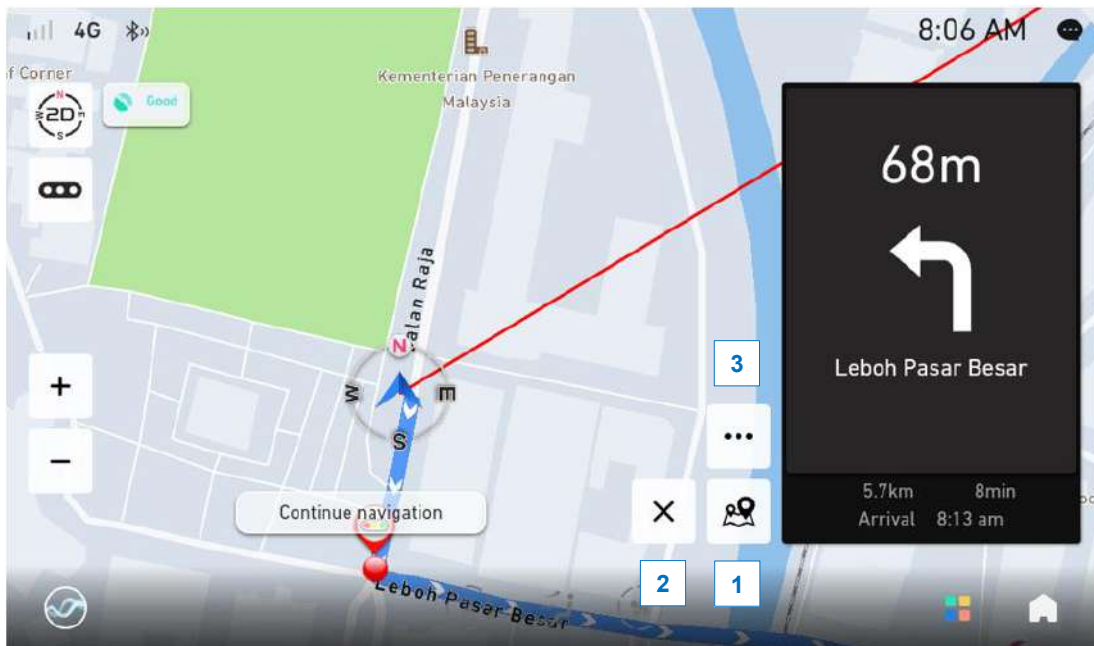 4G
8:06 AM
f Corner
Kementerian Penerangan
Malaysia
N
W 2D E
S
Good
68m
Jalan Raja
Leboh Pasar Besar
N
W
E
S
3
+
-
...
5.7km 8min
Arrival 8:13 am
Continue navigation
2
1
Leboh Pasar Besar